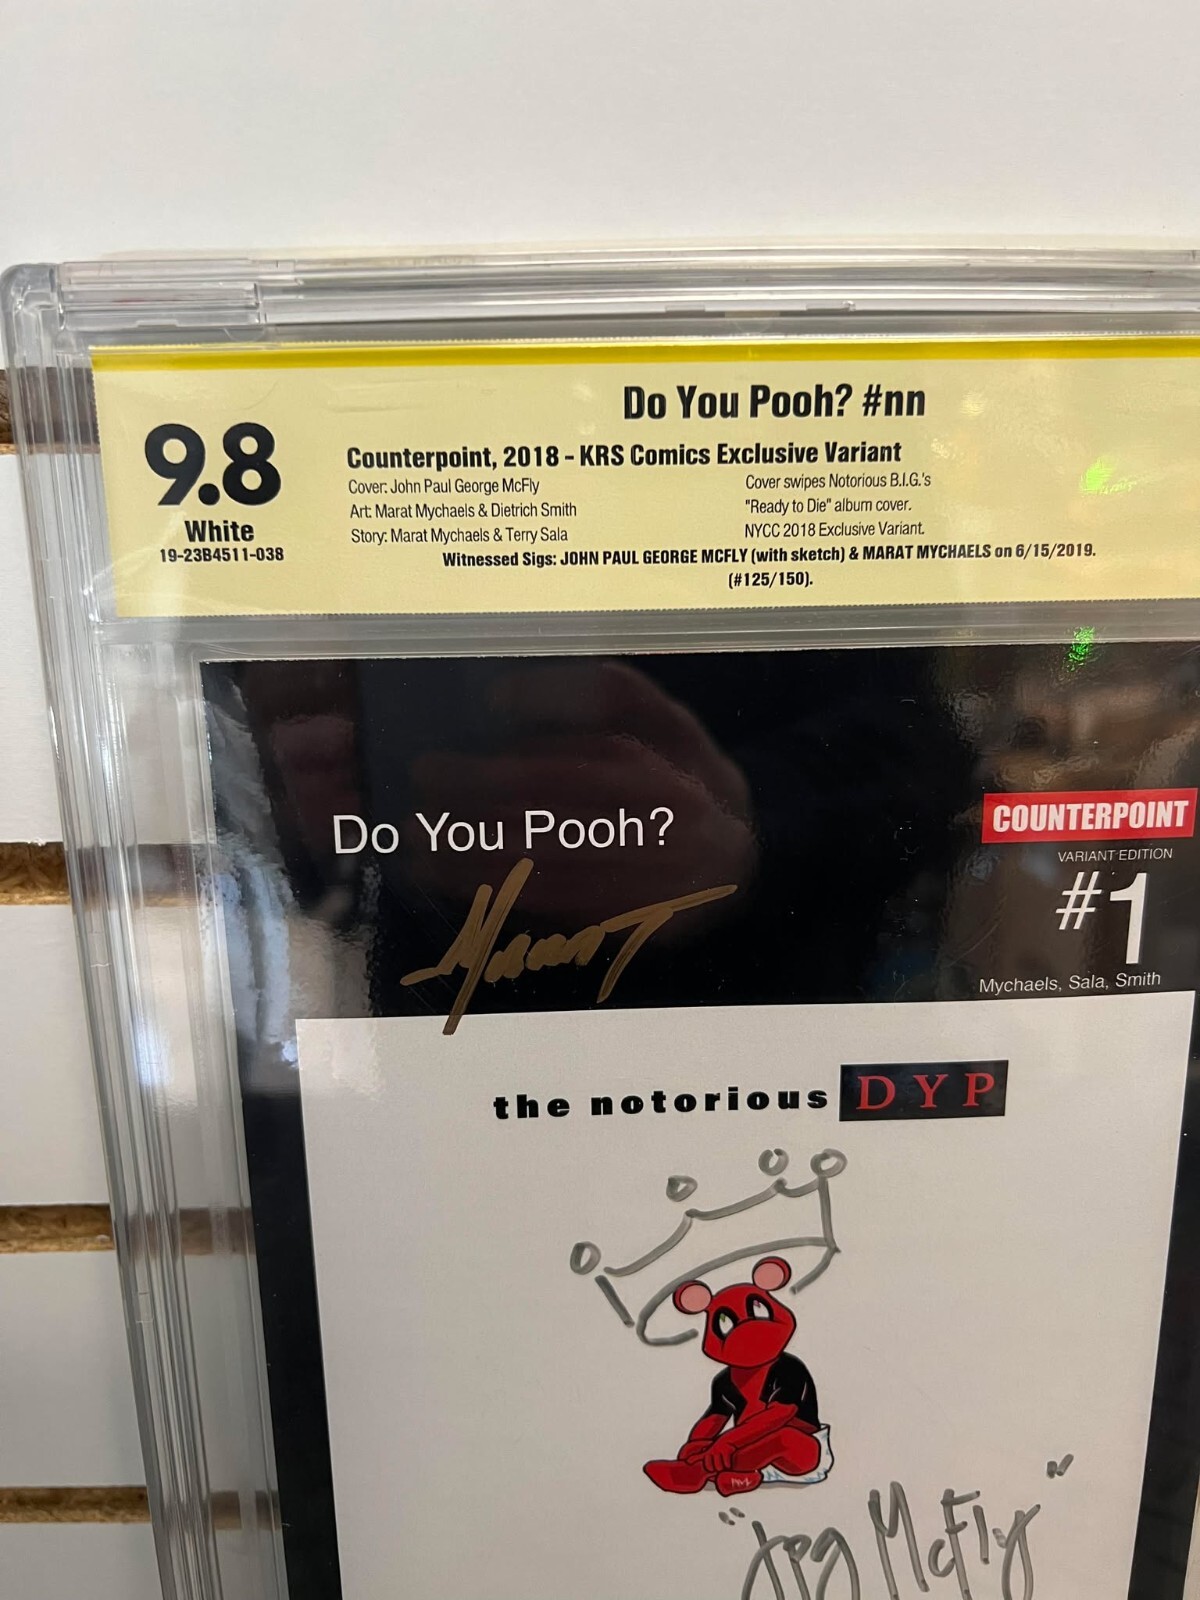 Do You Pooh? #nn
9.8
White
19-23B4511-038
Counterpoint, 2018 - KRS Comics Exclusive Variant
Cover: John Paul George McFly
Art: Marat Mychaels & Dietrich Smith
Story: Marat Mychaels & Terry Sala
Cover swipes Notorious B.I.G.'s
"Ready to Die" album cover.
NYCC 2018 Exclusive Variant.
Witnessed Sigs: JOHN PAUL GEORGE MCFLY (with sketch) & MARAT MYCHAELS on 6/15/2019.
(#125/150).
Do You Pooh?
COUNTERPOINT
VARIANT EDITION
#1
Mychaels, Sala, Smith
Marat
the notorious DYP
"Jpg McFly"